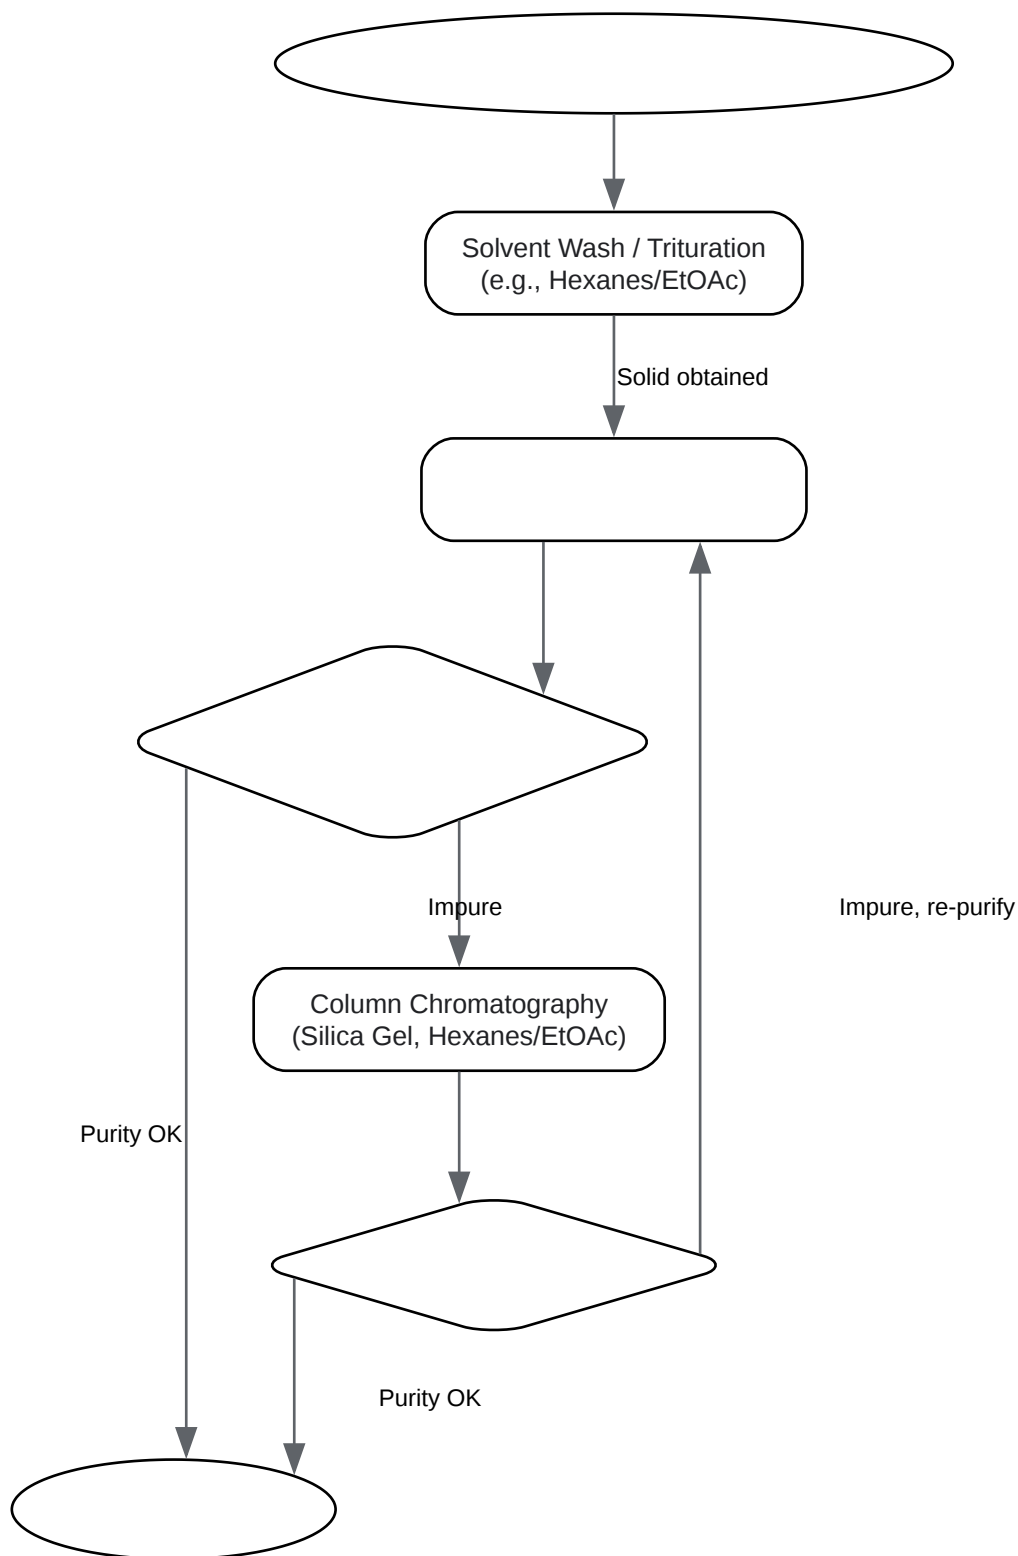 Solvent Wash / Trituration
(e.g., Hexanes/EtOAc)
Solid obtained
Impure
Impure, re-purify
Column Chromatography
(Silica Gel, Hexanes/EtOAc)
Purity OK
Purity OK